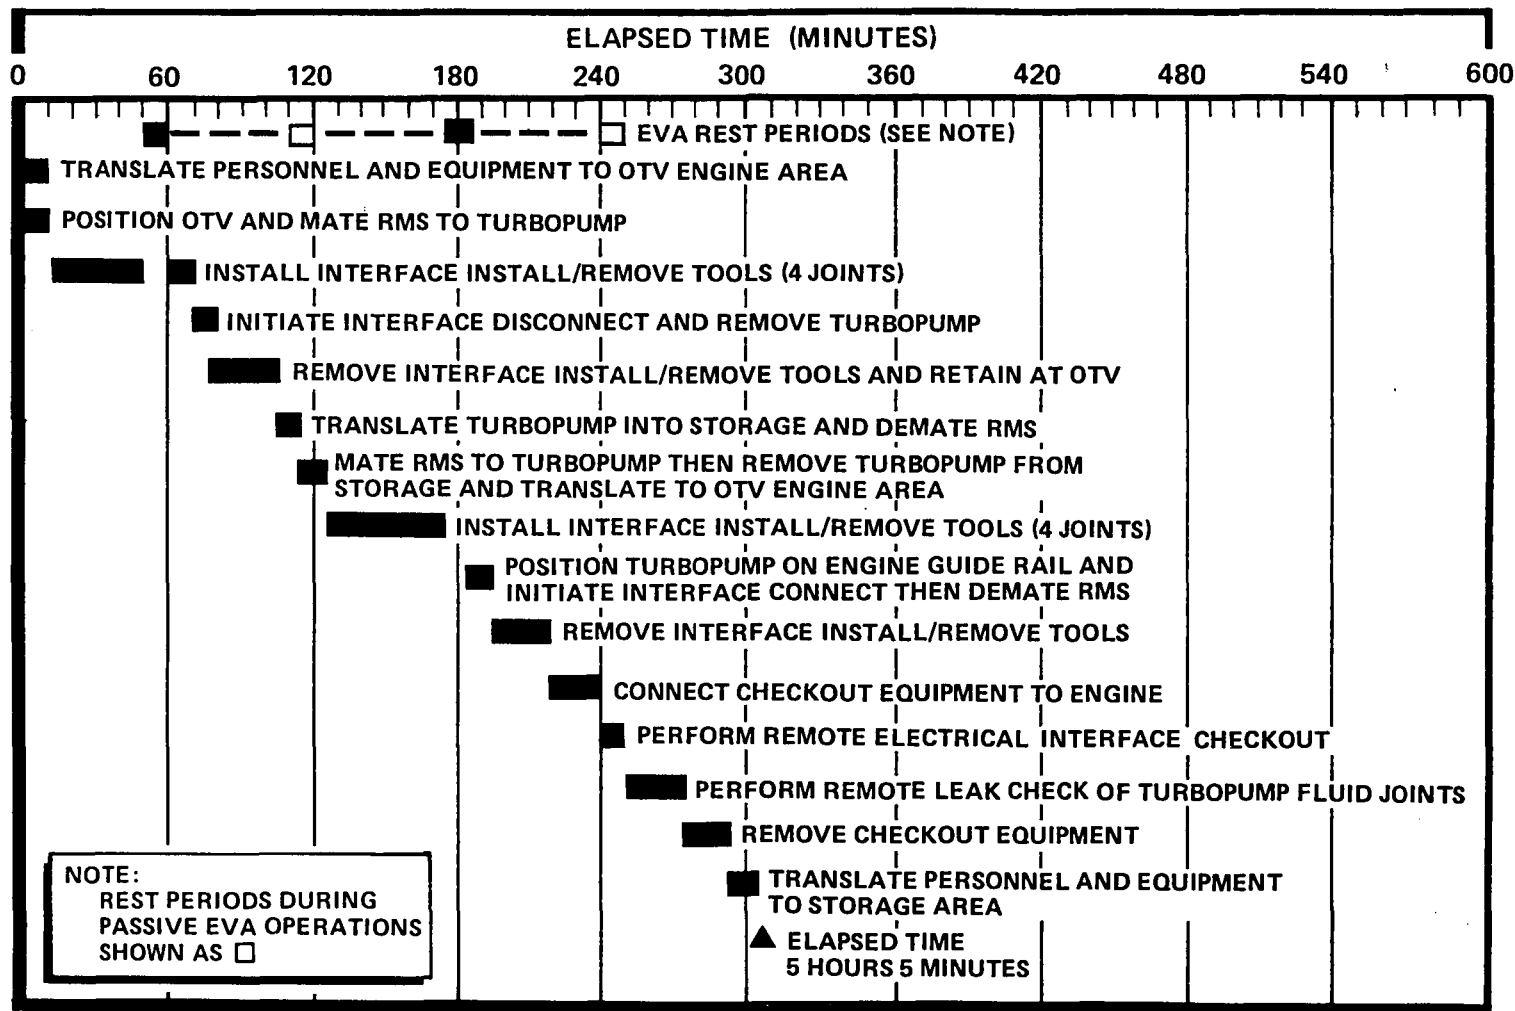 ELAPSED TIME (MINUTES)
0 60 120 180 240 300 360 420 480 540 600
EVA REST PERIODS (SEE NOTE)
TRANSLATE PERSONNEL AND EQUIPMENT TO OTV ENGINE AREA
POSITION OTV AND MATE RMS TO TURBOPUMP
INSTALL INTERFACE INSTALL/REMOVE TOOLS (4 JOINTS)
INITIATE INTERFACE DISCONNECT AND REMOVE TURBOPUMP
REMOVE INTERFACE INSTALL/REMOVE TOOLS AND RETAIN AT OTV
TRANSLATE TURBOPUMP INTO STORAGE AND DEMATE RMS
MATE RMS TO TURBOPUMP THEN REMOVE TURBOPUMP FROM
STORAGE AND TRANSLATE TO OTV ENGINE AREA
INSTALL INTERFACE INSTALL/REMOVE TOOLS (4 JOINTS)
POSITION TURBOPUMP ON ENGINE GUIDE RAIL AND
INITIATE INTERFACE CONNECT THEN DEMATE RMS
REMOVE INTERFACE INSTALL/REMOVE TOOLS
CONNECT CHECKOUT EQUIPMENT TO ENGINE
PERFORM REMOTE ELECTRICAL INTERFACE CHECKOUT
PERFORM REMOTE LEAK CHECK OF TURBOPUMP FLUID JOINTS
REMOVE CHECKOUT EQUIPMENT
TRANSLATE PERSONNEL AND EQUIPMENT
TO STORAGE AREA
ELAPSED TIME
5 HOURS 5 MINUTES
NOTE:
REST PERIODS DURING
PASSIVE EVA OPERATIONS
SHOWN AS